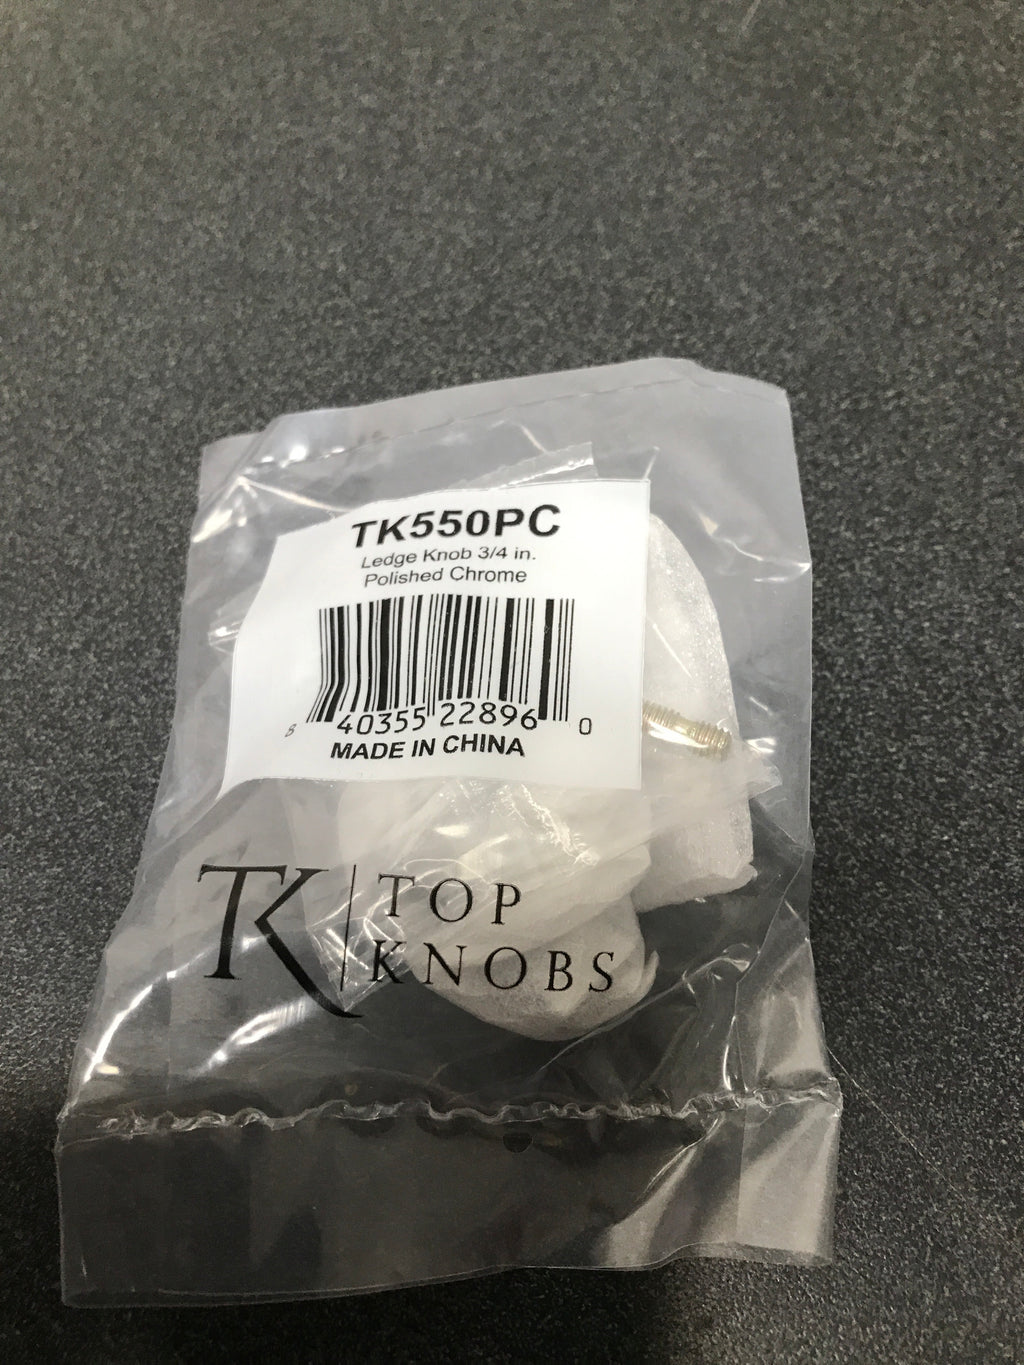 TK550PC
Ledge Knob 3/4 in.
Polished Chrome
8 40355 22896 0
MADE IN CHINA
TK TOP
KNOBS